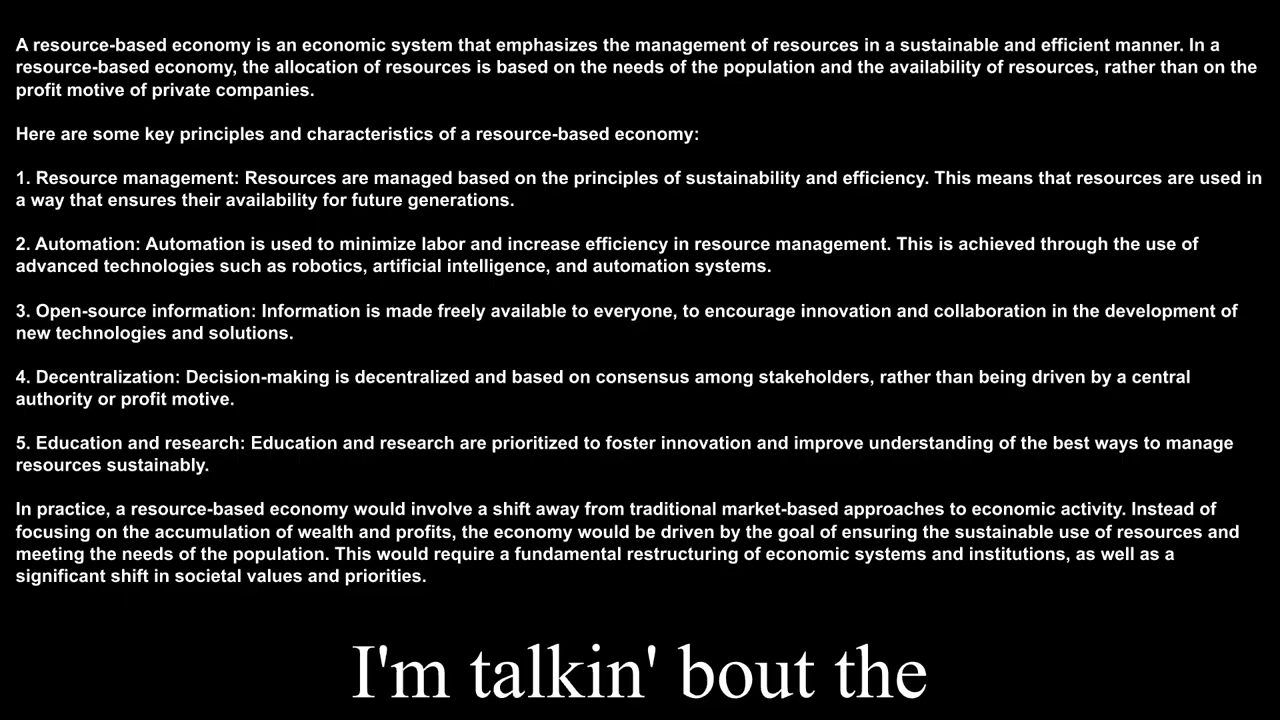 A resource-based economy is an economic system that emphasizes the management of resources in a sustainable and efficient manner. In a
resource-based economy, the allocation of resources is based on the needs of the population and the availability of resources, rather than on the
profit motive of private companies.
Here are some key principles and characteristics of a resource-based economy:
1. Resource management: Resources are managed based on the principles of sustainability and efficiency. This means that resources are used in
a way that ensures their availability for future generations.
2. Automation: Automation is used to minimize labor and increase efficiency in resource management. This is achieved through the use of
advanced technologies such as robotics, artificial intelligence, and automation systems.
3. Open-source information: Information is made freely available to everyone, to encourage innovation and collaboration in the development of
new technologies and solutions.
4. Decentralization: Decision-making is decentralized and based on consensus among stakeholders, rather than being driven by a central
authority or profit motive.
5. Education and research: Education and research are prioritized to foster innovation and improve understanding of the best ways to manage
resources sustainably.
In practice, a resource-based economy would involve a shift away from traditional market-based approaches to economic activity. Instead of
focusing on the accumulation of wealth and profits, the economy would be driven by the goal of ensuring the sustainable use of resources and
meeting the needs of the population. This would require a fundamental restructuring of economic systems and institutions, as well as a
significant shift in societal values and priorities.
I'm talkin' bout the